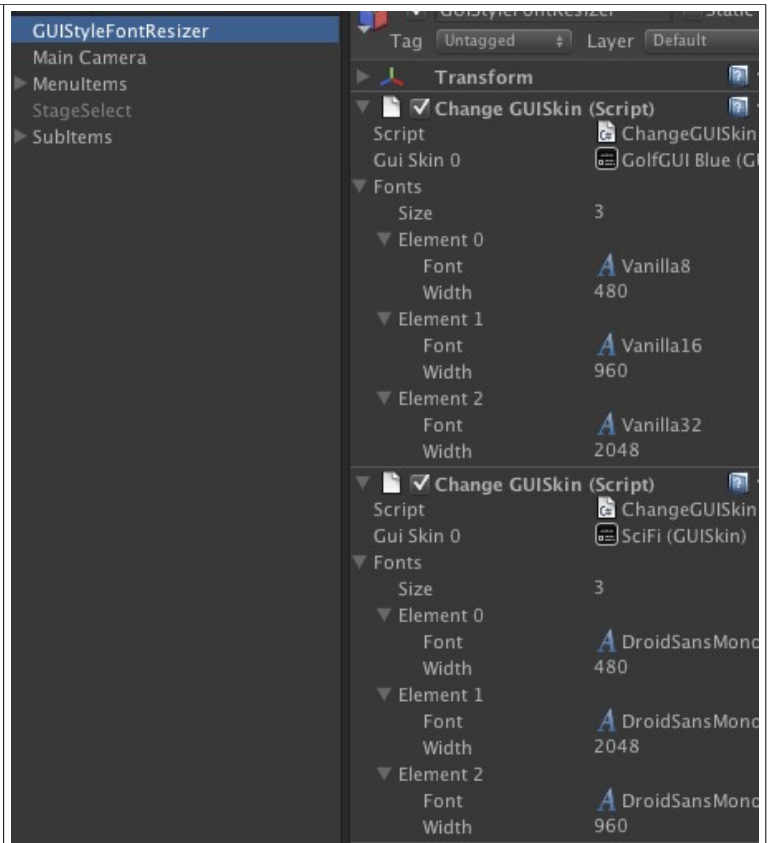 GUIStyleFontResizer
Main Camera
MenuItems
StageSelect
SubItems
GUIStyleFontResizer Static
Tag Untagged Layer Default
Transform
Change GUISkin (Script)
Script ChangeGUISkin
Gui Skin 0 GolfGUI Blue (GU
Fonts
Size 3
Element 0
Font Vanilla8
Width 480
Element 1
Font Vanilla16
Width 960
Element 2
Font Vanilla32
Width 2048
Change GUISkin (Script)
Script ChangeGUISkin
Gui Skin 0 SciFi (GUISkin)
Fonts
Size 3
Element 0
Font DroidSansMono
Width 480
Element 1
Font DroidSansMono
Width 2048
Element 2
Font DroidSansMono
Width 960